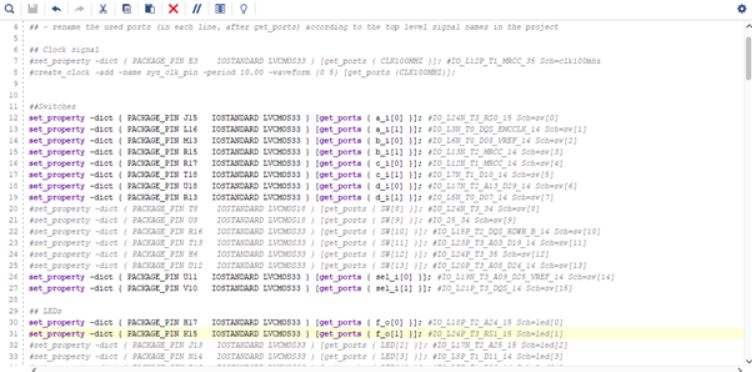 4 ## - rename the used ports (in each line, after get_ports) according to the top level signal names in the project
5
6 ## Clock signal
7 #set_property -dict { PACKAGE_PIN E3 IOSTANDARD LVCMOS33 } [get_ports { CLK100MHZ }]; #IO_L12P_T1_MRCC_35 Sch=clk100mhz
8 #create_clock -add -name sys_clk_pin -period 10.00 -waveform {0 5} [get_ports {CLK100MHZ}];
9
10
11 ##Switches
12 set_property -dict { PACKAGE_PIN J15 IOSTANDARD LVCMOS33 } [get_ports { a_i[0] }]; #IO_L24N_T3_RS0_15 Sch=sw[0]
13 set_property -dict { PACKAGE_PIN L16 IOSTANDARD LVCMOS33 } [get_ports { a_i[1] }]; #IO_L3N_T0_DQS_EMCCLK_14 Sch=sw[1]
14 set_property -dict { PACKAGE_PIN M13 IOSTANDARD LVCMOS33 } [get_ports { b_i[0] }]; #IO_L6N_T0_D08_VREF_14 Sch=sw[2]
15 set_property -dict { PACKAGE_PIN R15 IOSTANDARD LVCMOS33 } [get_ports { b_i[1] }]; #IO_L13N_T2_MRCC_14 Sch=sw[3]
16 set_property -dict { PACKAGE_PIN R17 IOSTANDARD LVCMOS33 } [get_ports { c_i[0] }]; #IO_L12N_T1_MRCC_14 Sch=sw[4]
17 set_property -dict { PACKAGE_PIN T18 IOSTANDARD LVCMOS33 } [get_ports { c_i[1] }]; #IO_L7N_T1_D10_14 Sch=sw[5]
18 set_property -dict { PACKAGE_PIN U18 IOSTANDARD LVCMOS33 } [get_ports { d_i[0] }]; #IO_L17N_T2_A13_D29_14 Sch=sw[6]
19 set_property -dict { PACKAGE_PIN R13 IOSTANDARD LVCMOS33 } [get_ports { d_i[1] }]; #IO_L5N_T0_D07_14 Sch=sw[7]
20 #set_property -dict { PACKAGE_PIN T8 IOSTANDARD LVCMOS18 } [get_ports { SW[8] }]; #IO_L24N_T3_34 Sch=sw[8]
21 #set_property -dict { PACKAGE_PIN U8 IOSTANDARD LVCMOS18 } [get_ports { SW[9] }]; #IO_25_34 Sch=sw[9]
22 #set_property -dict { PACKAGE_PIN R16 IOSTANDARD LVCMOS33 } [get_ports { SW[10] }]; #IO_L15P_T2_DQS_RDWR_B_14 Sch=sw[10]
23 #set_property -dict { PACKAGE_PIN T13 IOSTANDARD LVCMOS33 } [get_ports { SW[11] }]; #IO_L23P_T3_A03_D19_14 Sch=sw[11]
24 #set_property -dict { PACKAGE_PIN H6 IOSTANDARD LVCMOS33 } [get_ports { SW[12] }]; #IO_L24P_T3_35 Sch=sw[12]
25 #set_property -dict { PACKAGE_PIN U12 IOSTANDARD LVCMOS33 } [get_ports { SW[13] }]; #IO_L20P_T3_A08_D24_14 Sch=sw[13]
26 set_property -dict { PACKAGE_PIN U11 IOSTANDARD LVCMOS33 } [get_ports { sel_i[0] }]; #IO_L19N_T3_A09_D25_VREF_14 Sch=sw[14]
27 set_property -dict { PACKAGE_PIN V10 IOSTANDARD LVCMOS33 } [get_ports { sel_i[1] }]; #IO_L21P_T3_DQS_14 Sch=sw[15]
28
29 ## LEDs
30 set_property -dict { PACKAGE_PIN H17 IOSTANDARD LVCMOS33 } [get_ports { f_o[0] }]; #IO_L18P_T2_A24_15 Sch=led[0]
31 set_property -dict { PACKAGE_PIN K15 IOSTANDARD LVCMOS33 } [get_ports { f_o[1] }]; #IO_L24P_T3_RS1_15 Sch=led[1]
32 #set_property -dict { PACKAGE_PIN J13 IOSTANDARD LVCMOS33 } [get_ports { LED[2] }]; #IO_L17N_T2_A25_15 Sch=led[2]
33 #set_property -dict { PACKAGE_PIN N14 IOSTANDARD LVCMOS33 } [get_ports { LED[3] }]; #IO_L8P_T1_D11_14 Sch=led[3]